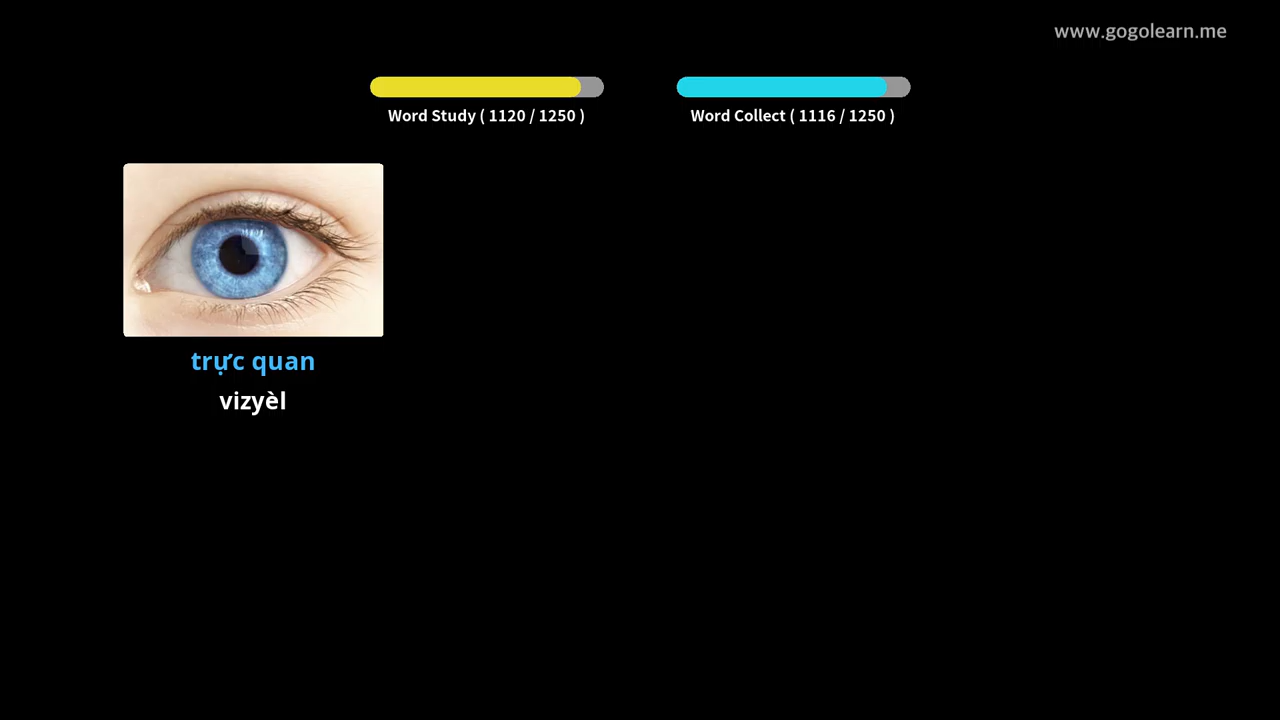 www.gogolearn.me
Word Study ( 1120 / 1250 )
Word Collect ( 1116 / 1250 )
trực quan
vizyèl